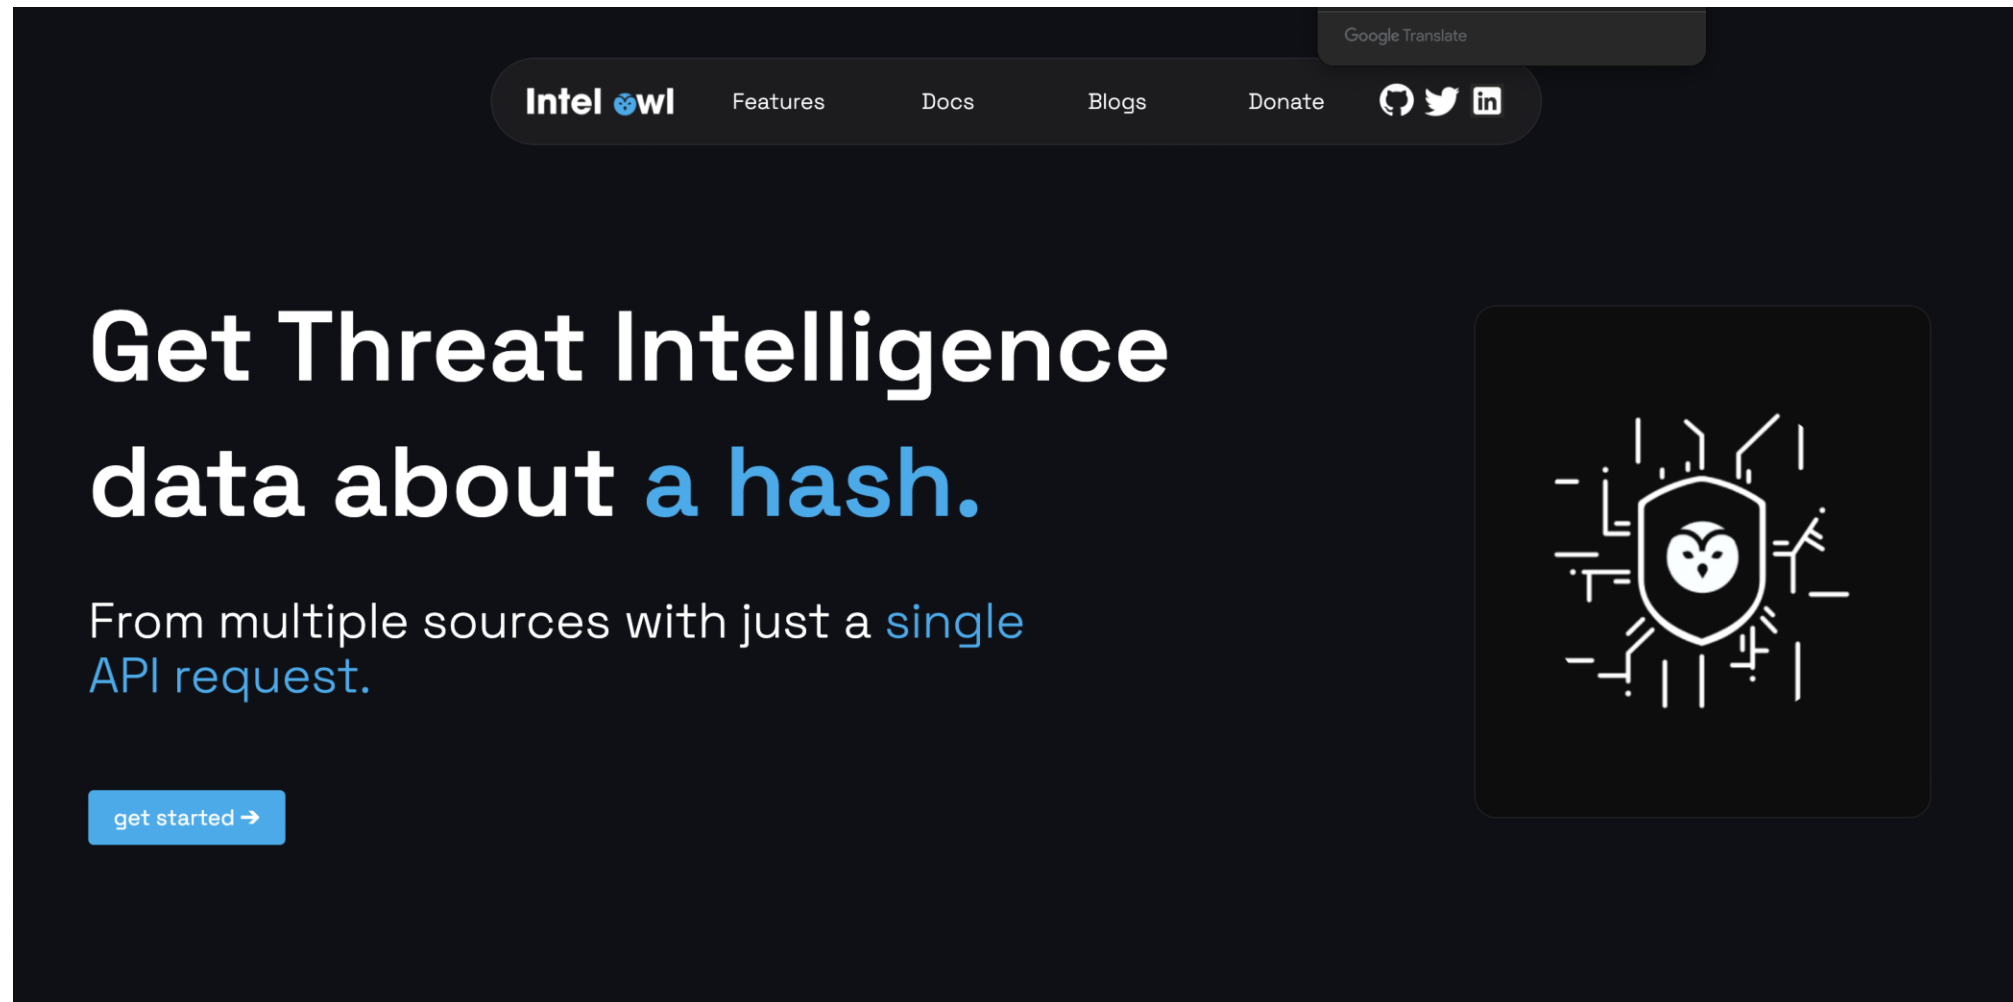 Google Translate
Intel owl Features Docs Blogs Donate in
Get Threat Intelligence
data about a hash.
From multiple sources with just a single
API request.
get started ➔